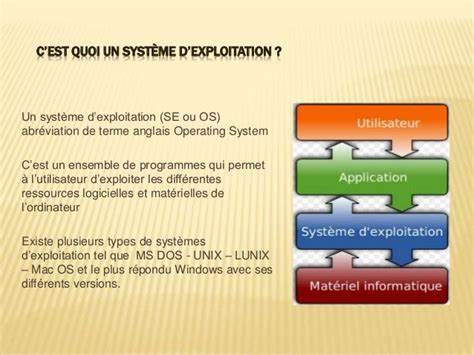 C'EST QUOI UN SYSTÈME D'EXPLOITATION ?
Un système d'exploitation (SE ou OS)
abréviation de terme anglais Operating System
C'est un ensemble de programmes qui permet
à l'utilisateur d'exploiter les différentes
ressources logicielles et matérielles de
l'ordinateur
Existe plusieurs types de systèmes
d'exploitation tel que MS DOS - UNIX – LUNIX
– Mac OS et le plus répondu Windows avec ses
différents versions.
Utilisateur
Application
Système d'exploitation
Matériel informatique